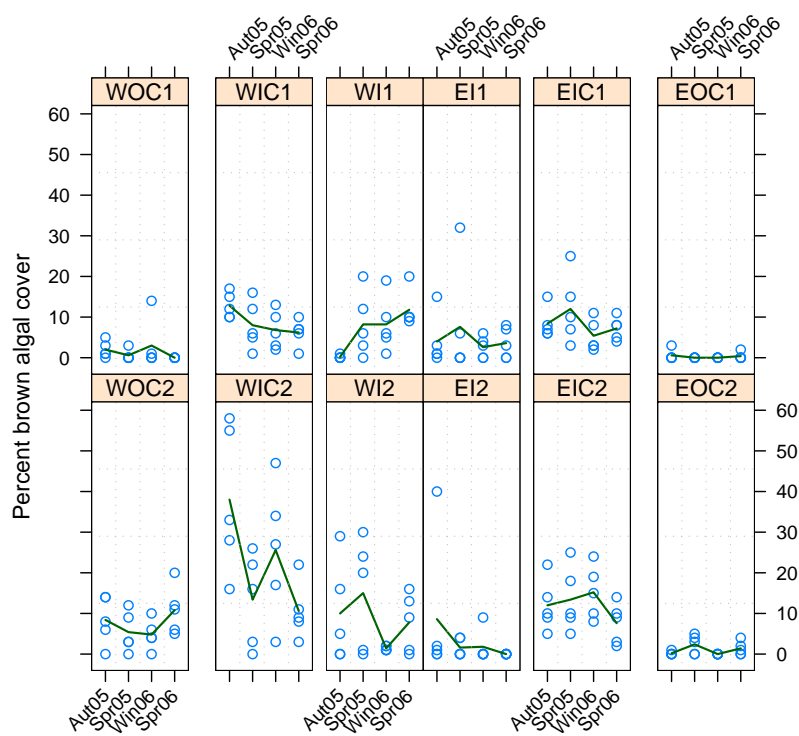 Aut05 Spr05 Win06 Spr06 Aut05 Spr05 Win06 Spr06 Aut05 Spr05 Win06 Spr06
WOC1 WIC1 WI1 EI1 EIC1 EOC1
60
50
40
30
20
10
0
Percent brown algal cover
WOC2 WIC2 WI2 EI2 EIC2 EOC2
60
50
40
30
20
10
0
Aut05 Spr05 Win06 Spr06 Aut05 Spr05 Win06 Spr06 Aut05 Spr05 Win06 Spr06